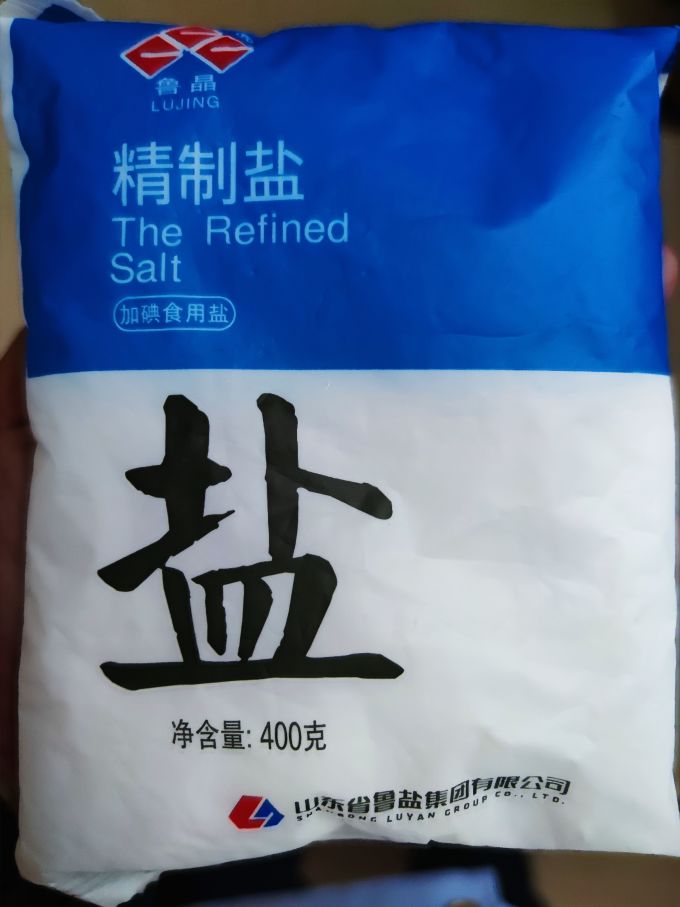 鲁晶
LUJING
精制盐
The Refined
Salt
加碘食用盐
盐
净含量: 400克
山东省鲁盐集团有限公司
SHANDONG LUYAN GROUP CO., LTD.